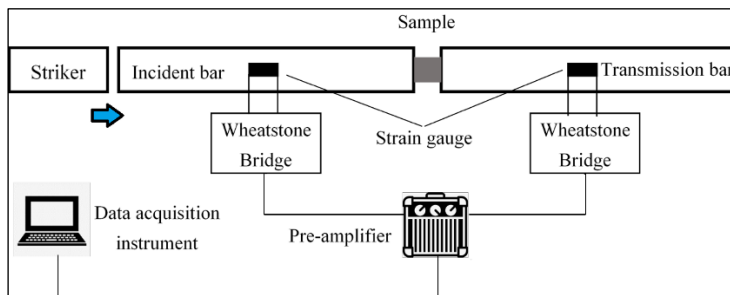 Sample
Striker
Incident bar
Transmission bar
Strain gauge
Wheatstone
Bridge
Wheatstone
Bridge
Data acquisition
instrument
Pre-amplifier